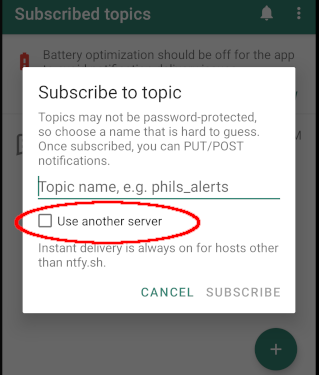 Subscribed topics
Battery optimization should be off for the app
Subscribe to topic
Topics may not be password-protected,
so choose a name that is hard to guess.
Once subscribed, you can PUT/POST
notifications.
Topic name, e.g. phils_alerts
Use another server
Instant delivery is always on for hosts other
than ntfy.sh.
CANCEL SUBSCRIBE